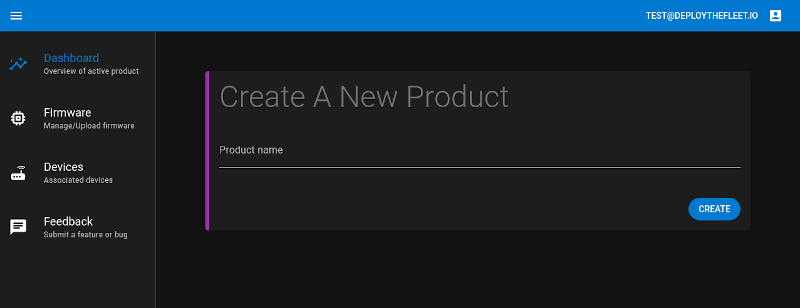 TEST@DEPLOYTHEFLEET.IO
Dashboard
Overview of active product
Firmware
Manage/Upload firmware
Devices
Associated devices
Feedback
Submit a feature or bug
Create A New Product
Product name
CREATE